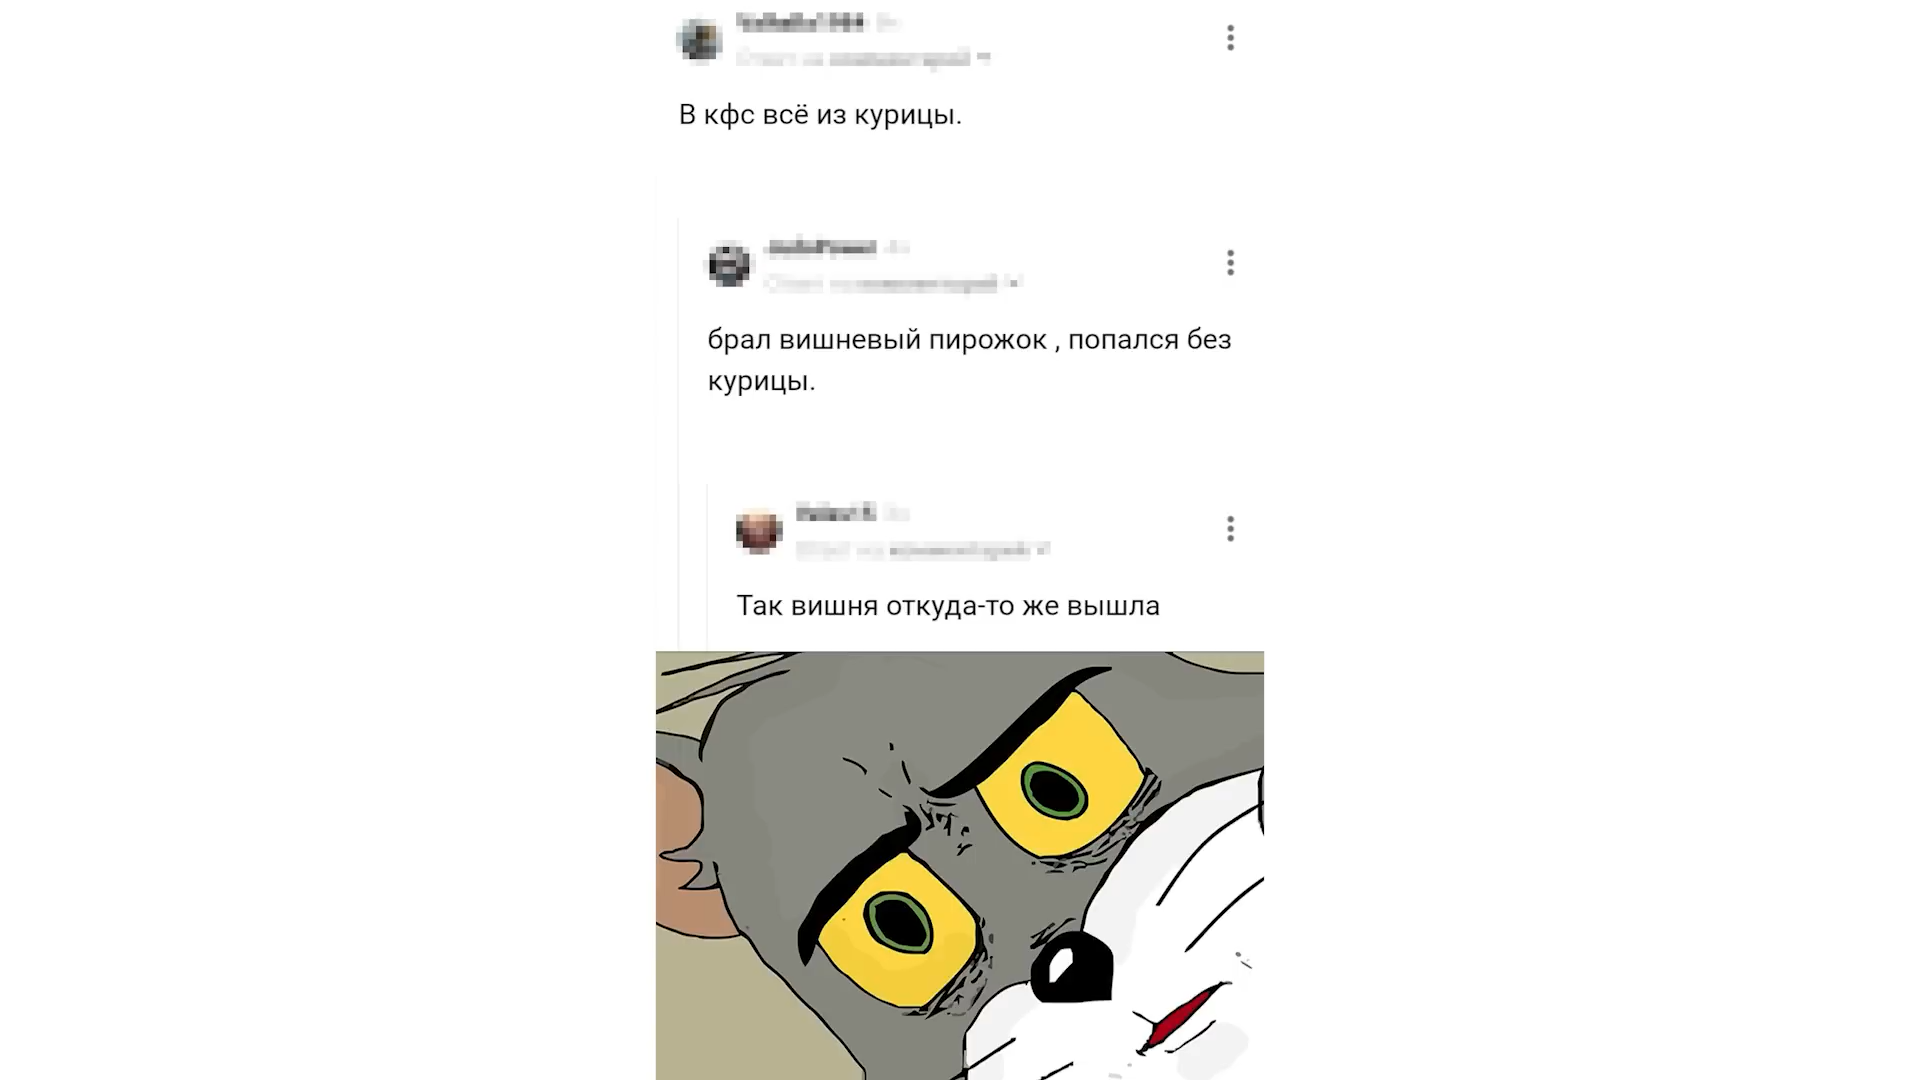 В кфс всё из курицы.
брал вишневый пирожок , попался без
курицы.
Так вишня откуда-то же вышла